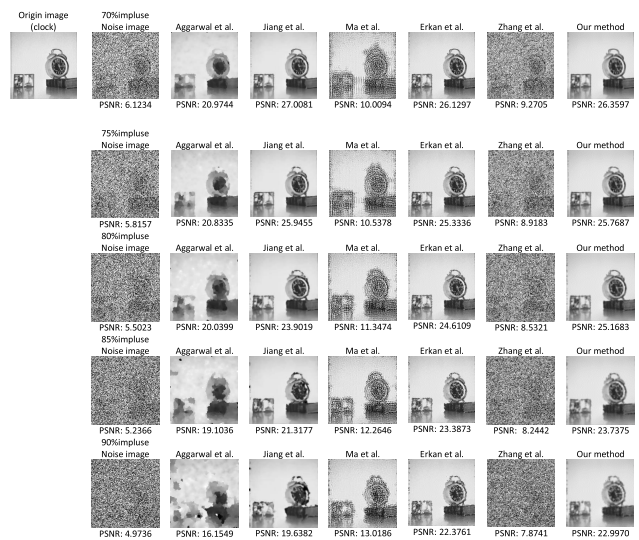 Origin image
(clock)
70%impluse
Noise image
Aggarwal et al.
Jiang et al.
Ma et al.
Erkan et al.
Zhang et al.
Our method
PSNR: 6.1234
PSNR: 20.9744
PSNR: 27.0081
PSNR: 10.0094
PSNR: 26.1297
PSNR: 9.2705
PSNR: 26.3597
75%impluse
Noise image
Aggarwal et al.
Jiang et al.
Ma et al.
Erkan et al.
Zhang et al.
Our method
PSNR: 5.8157
PSNR: 20.8335
PSNR: 25.9455
PSNR: 10.5378
PSNR: 25.3336
PSNR: 8.9183
PSNR: 25.7687
80%impluse
Noise image
Aggarwal et al.
Jiang et al.
Ma et al.
Erkan et al.
Zhang et al.
Our method
PSNR: 5.5023
PSNR: 20.0399
PSNR: 23.9019
PSNR: 11.3474
PSNR: 24.6109
PSNR: 8.5321
PSNR: 25.1683
85%impluse
Noise image
Aggarwal et al.
Jiang et al.
Ma et al.
Erkan et al.
Zhang et al.
Our method
PSNR: 5.2366
PSNR: 19.1036
PSNR: 21.3177
PSNR: 12.2646
PSNR: 23.3873
PSNR: 8.2442
PSNR: 23.7375
90%impluse
Noise image
Aggarwal et al.
Jiang et al.
Ma et al.
Erkan et al.
Zhang et al.
Our method
PSNR: 4.9736
PSNR: 16.1549
PSNR: 19.6382
PSNR: 13.0186
PSNR: 22.3761
PSNR: 7.8741
PSNR: 22.9970